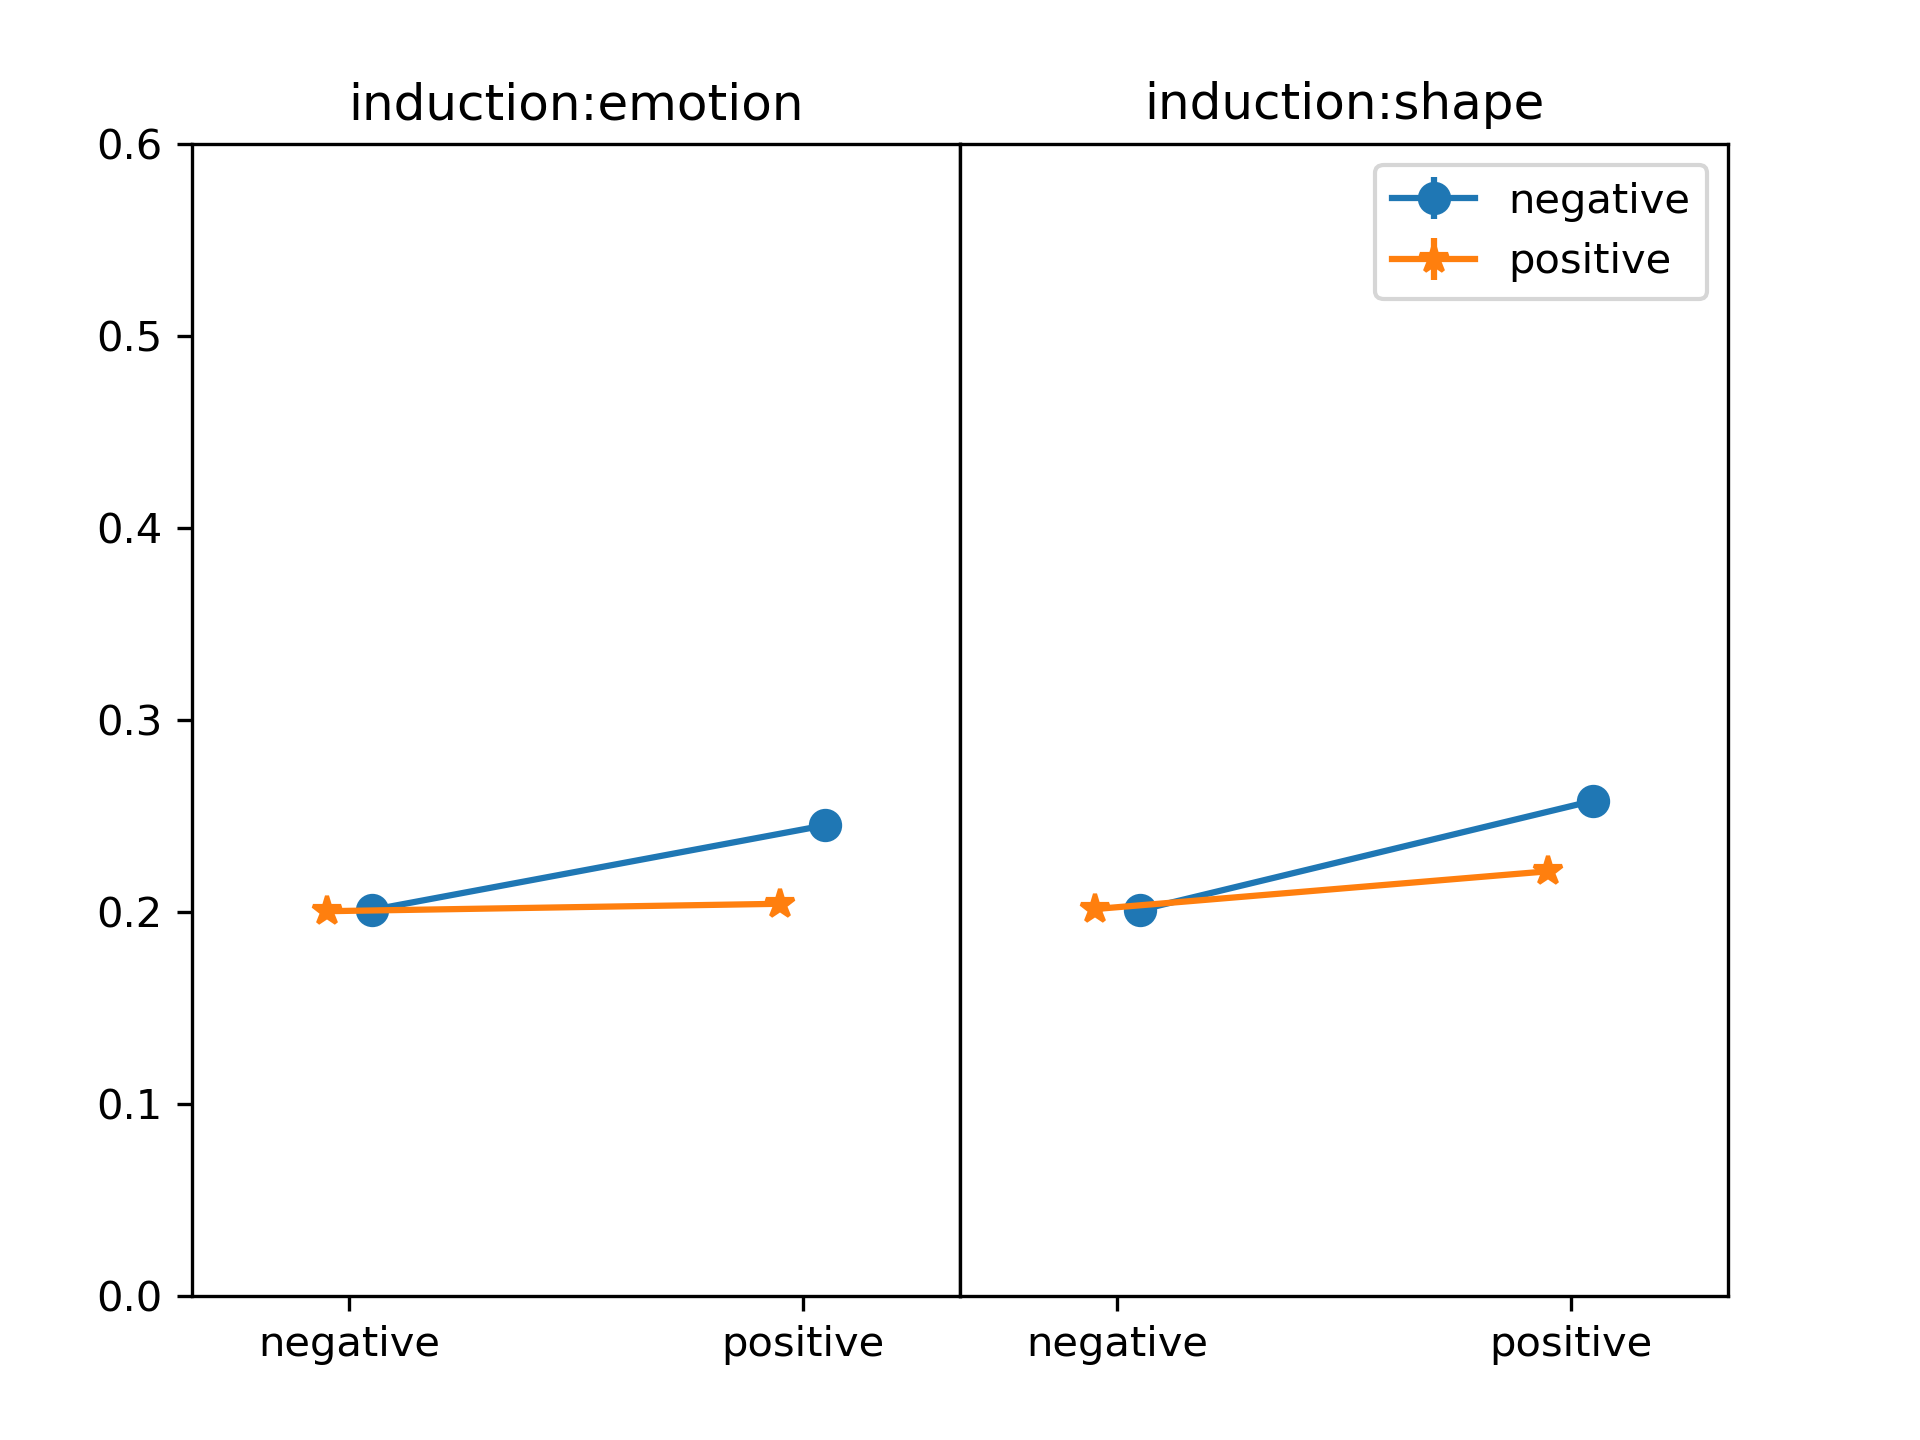 induction:emotion
induction:shape
0.6
negative
positive
0.5
0.4
0.3
0.2
0.1
0.0
negative
positive
negative
positive